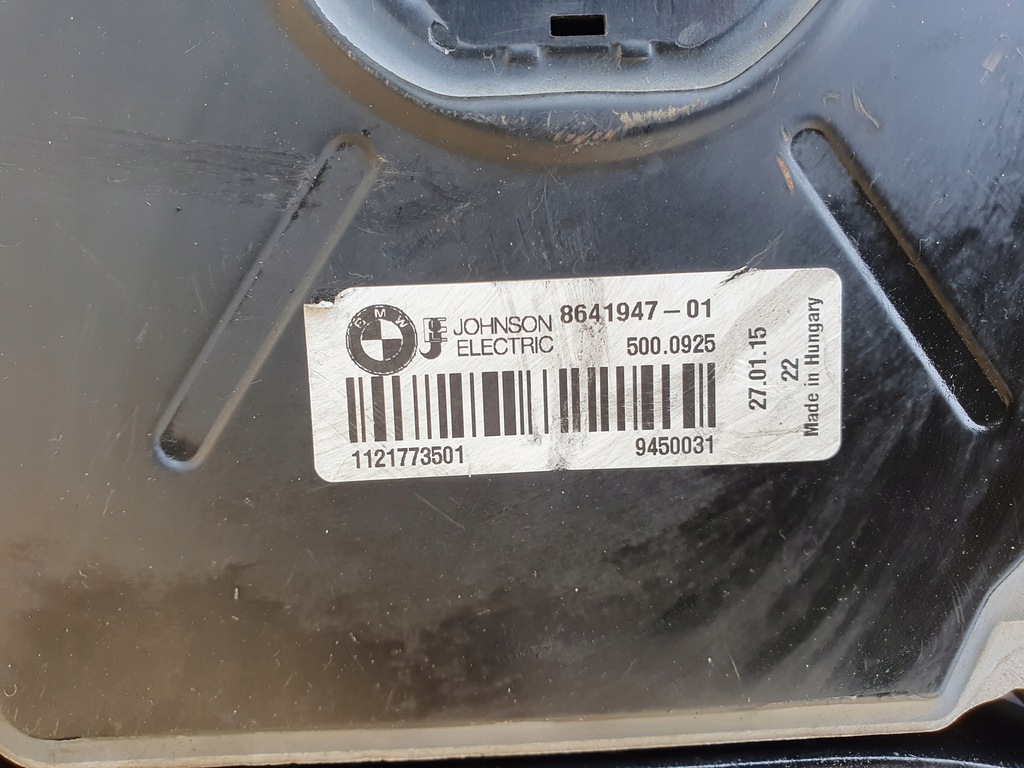 BMW
JOHNSON
ELECTRIC
8641947-01
500.0925
1121773501
9450031
27.01.15
22
Made in Hungary